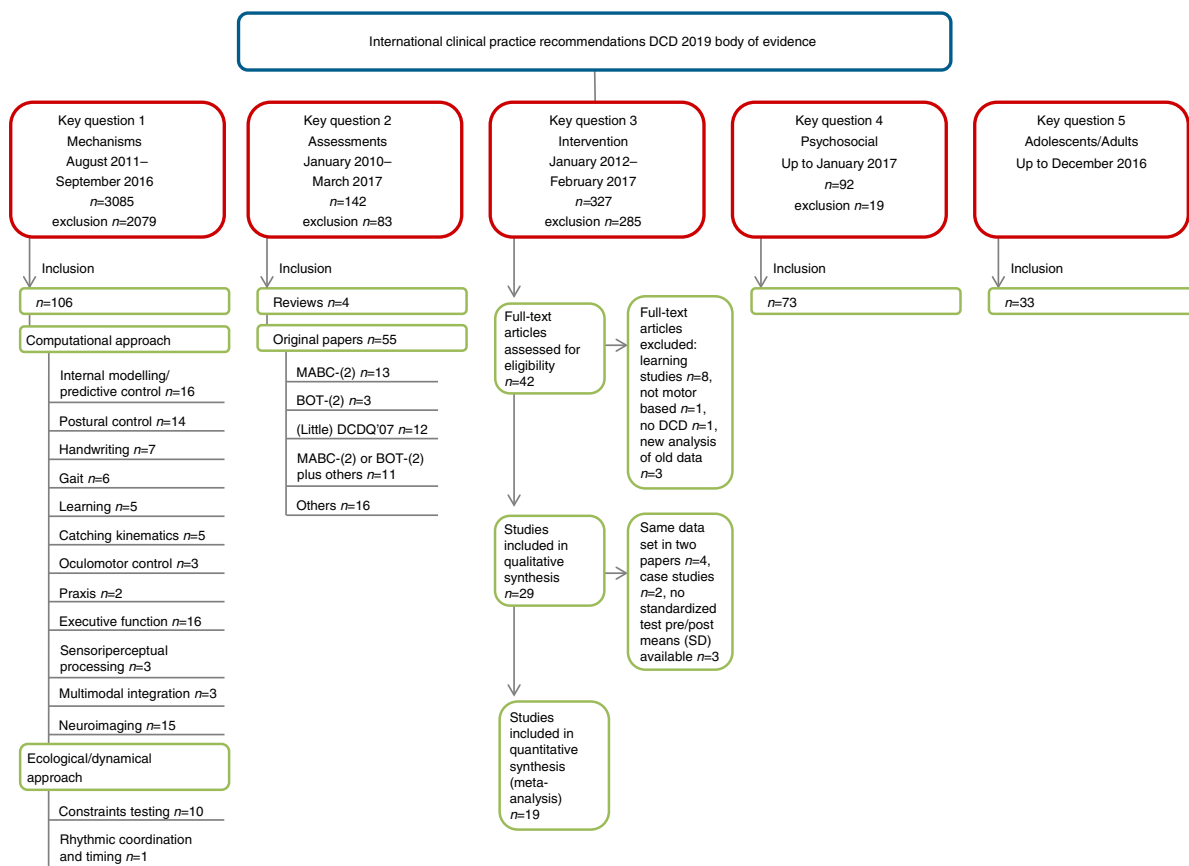 International clinical practice recommendations DCD 2019 body of evidence
Key question 1
Mechanisms
August 2011–
September 2016
n=3085
exclusion n=2079
Key question 2
Assessments
January 2010–
March 2017
n=142
exclusion n=83
Key question 3
Intervention
January 2012–
February 2017
n=327
exclusion n=285
Key question 4
Psychosocial
Up to January 2017
n=92
exclusion n=19
Key question 5
Adolescents/Adults
Up to December 2016
Inclusion
n=106
Computational approach
Internal modelling/
predictive control n=16
Postural control n=14
Handwriting n=7
Gait n=6
Learning n=5
Catching kinematics n=5
Oculomotor control n=3
Praxis n=2
Executive function n=16
Sensoriperceptual
processing n=3
Multimodal integration n=3
Neuroimaging n=15
Ecological/dynamical
approach
Constraints testing n=10
Rhythmic coordination
and timing n=1
Inclusion
Reviews n=4
Original papers n=55
MABC-(2) n=13
BOT-(2) n=3
(Little) DCDQ'07 n=12
MABC-(2) or BOT-(2)
plus others n=11
Others n=16
Full-text
articles
assessed for
eligibility
n=42
Full-text
articles
excluded:
learning
studies n=8,
not motor
based n=1,
no DCD n=1,
new analysis
of old data
n=3
Studies
included in
qualitative
synthesis
n=29
Same data
set in two
papers n=4,
case studies
n=2, no
standardized
test pre/post
means (SD)
available n=3
Studies
included in
quantitative
synthesis
(meta-
analysis)
n=19
Inclusion
n=73
Inclusion
n=33